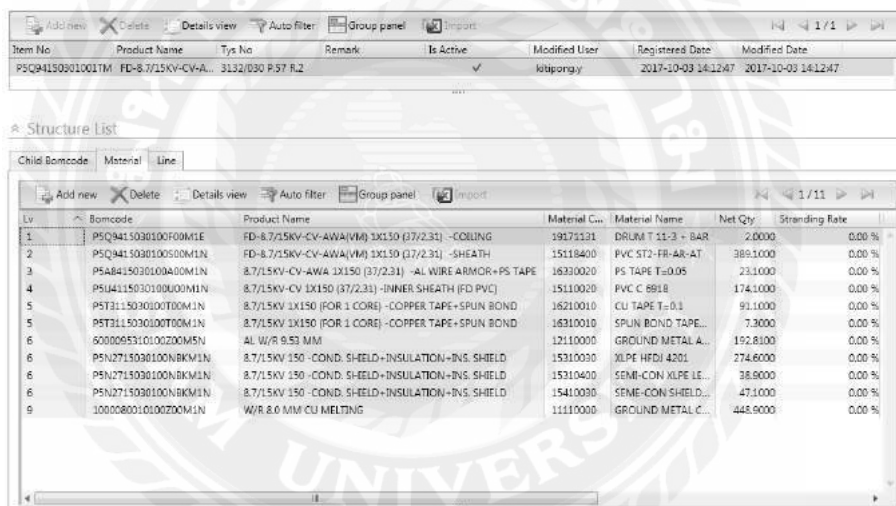 Add new Delete Details view Auto filter Group panel Import 1/1
Item No Product Name Tys No Remark Is Active Modified User Registered Date Modified Date
P5Q94150301001TM FD-8.7/15KV-CV-A... 3132/030 P.57 R.2 kitipong.y 2017-10-03 14:12:47 2017-10-03 14:12:47
Structure List
Child Bomcode Material Line
Add new Delete Details view Auto filter Group panel Import 1/11
Lv Bomcode Product Name Material C... Material Name Net Qty Stranding Rate
1 P5Q9415030100F00M1E FD-8.7/15KV-CV-AWA(VM) 1X150 (37/2.31) -COILING 19171131 DRUM T 11-3 + BAR 2.0000 0.00 %
2 P5Q9415030100S00M1N FD-8.7/15KV-CV-AWA(VM) 1X150 (37/2.31) -SHEATH 15118400 PVC ST2-FR-AR-AT 389.1000 0.00 %
3 P5A8415030100A00M1N 8.7/15KV-CV-AWA 1X150 (37/2.31) -AL WIRE ARMOR+PS TAPE 16330020 PS TAPE T=0.05 23.1000 0.00 %
4 P5U4115030100U00M1N 8.7/15KV-CV 1X150 (37/2.31) -INNER SHEATH (FD PVC) 15110020 PVC C 6918 174.1000 0.00 %
5 P5T3115030100T00M1N 8.7/15KV 1X150 (FOR 1 CORE) -COPPER TAPE+SPUN BOND 16210010 CU TAPE T=0.1 91.1000 0.00 %
5 P5T3115030100T00M1N 8.7/15KV 1X150 (FOR 1 CORE) -COPPER TAPE+SPUN BOND 16310010 SPUN BOND TAPE... 7.3000 0.00 %
6 6000095310100Z00M5N AL W/R 9.53 MM 12110000 GROUND METAL A... 192.8100 0.00 %
6 P5N2715030100NBKM1N 8.7/15KV 150 -COND. SHIELD+INSULATION+INS. SHIELD 15310030 XLPE HFDJ 4201 274.6000 0.00 %
6 P5N2715030100NBKM1N 8.7/15KV 150 -COND. SHIELD+INSULATION+INS. SHIELD 15310400 SEMI-CON XLPE LE... 38.9000 0.00 %
6 P5N2715030100NBKM1N 8.7/15KV 150 -COND. SHIELD+INSULATION+INS. SHIELD 15410030 SEME-CON SHIELD... 47.1000 0.00 %
9 1000080010100Z00M1N W/R 8.0 MM CU MELTING 11110000 GROUND METAL C... 448.9000 0.00 %